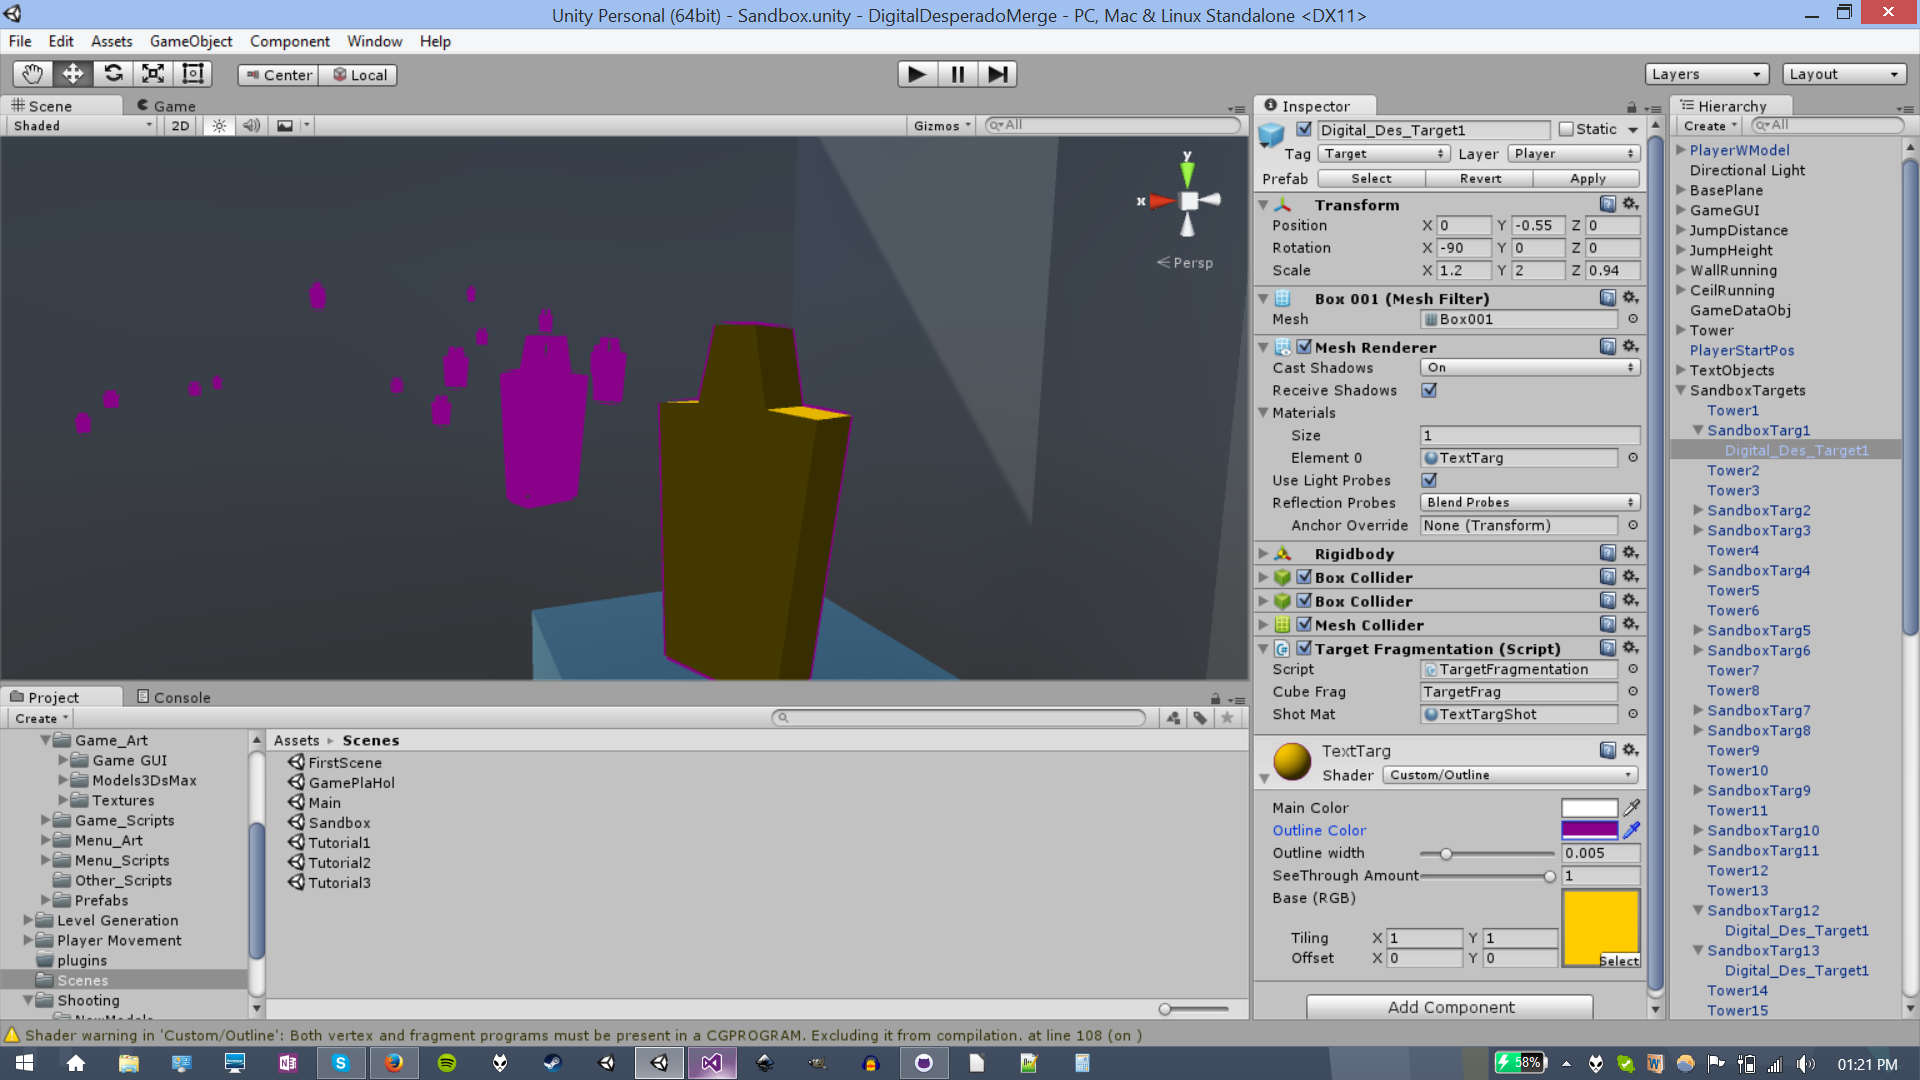 Unity Personal (64bit) - Sandbox.unity - DigitalDesperadoMerge - PC, Mac & Linux Standalone <DX11>
File Edit Assets GameObject Component Window Help
Center Local
Layers Layout
Scene Game
Shaded 2D Gizmos All
y
x
Persp
Inspector
Digital_Des_Target1 Static
Tag Target Layer Player
Prefab Select Revert Apply
Transform
Position X 0 Y -0.55 Z 0
Rotation X -90 Y 0 Z 0
Scale X 1.2 Y 2 Z 0.94
Box 001 (Mesh Filter)
Mesh Box001
Mesh Renderer
Cast Shadows On
Receive Shadows
Materials
Size 1
Element 0 TextTarg
Use Light Probes
Reflection Probes Blend Probes
Anchor Override None (Transform)
Rigidbody
Box Collider
Box Collider
Mesh Collider
Target Fragmentation (Script)
Script TargetFragmentation
Cube Frag TargetFrag
Shot Mat TextTargShot
TextTarg
Shader Custom/Outline
Main Color
Outline Color
Outline width 0.005
SeeThrough Amount 1
Base (RGB)
Tiling X 1 Y 1
Offset X 0 Y 0
Select
Add Component
Hierarchy
Create All
PlayerWModel
Directional Light
BasePlane
GameGUI
JumpDistance
JumpHeight
WallRunning
CeilRunning
GameDataObj
Tower
PlayerStartPos
TextObjects
SandboxTargets
Tower1
SandboxTarg1
Digital_Des_Target1
Tower2
Tower3
SandboxTarg2
SandboxTarg3
Tower4
SandboxTarg4
Tower5
Tower6
SandboxTarg5
SandboxTarg6
Tower7
Tower8
SandboxTarg7
SandboxTarg8
Tower9
Tower10
SandboxTarg9
Tower11
SandboxTarg10
SandboxTarg11
Tower12
Tower13
SandboxTarg12
Digital_Des_Target1
SandboxTarg13
Digital_Des_Target1
Tower14
Tower15
Project Console
Create
Game_Art
Game GUI
Models3DsMax
Textures
Game_Scripts
Menu_Art
Menu_Scripts
Other_Scripts
Prefabs
Level Generation
Player Movement
plugins
Scenes
Shooting
Assets Scenes
FirstScene
GamePlaHol
Main
Sandbox
Tutorial1
Tutorial2
Tutorial3
Shader warning in 'Custom/Outline': Both vertex and fragment programs must be present in a CGPROGRAM. Excluding it from compilation. at line 108 (on )
58%
01:21 PM